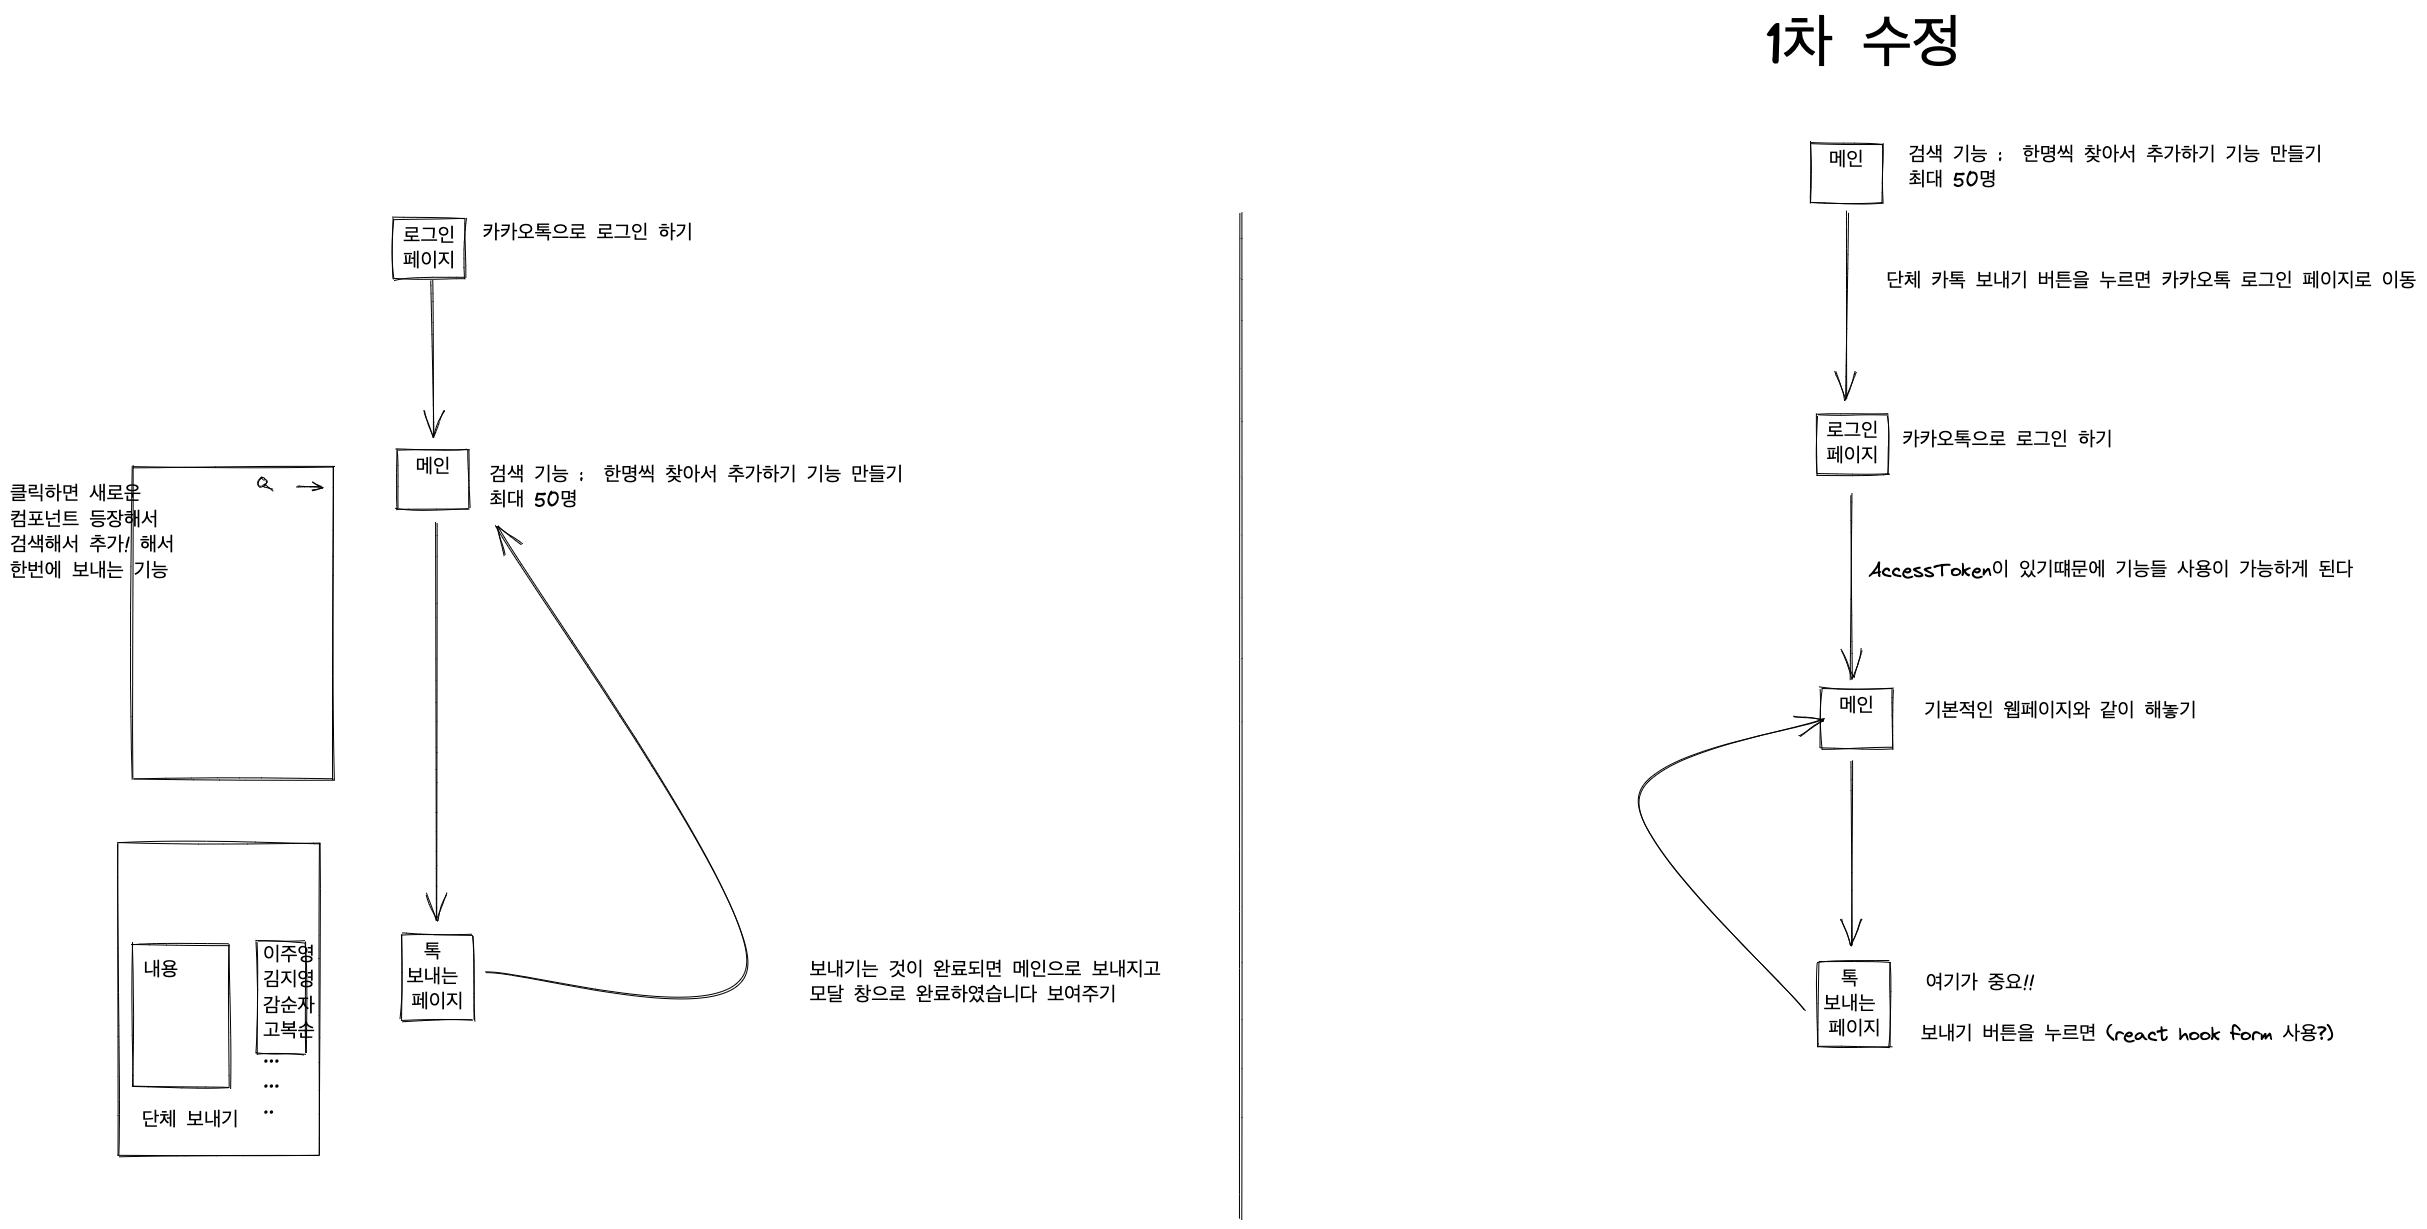 1차 수정
로그인
페이지
카카오톡으로 로그인 하기
메인
검색 기능 : 한명씩 찾아서 추가하기 기능 만들기
최대 50명
클릭하면 새로운
컴포넌트 등장해서
검색해서 추가! 해서
한번에 보내는 기능
톡
보내는
페이지
보내기는 것이 완료되면 메인으로 보내지고
모달 창으로 완료하였습니다 보여주기
내용
이주영
김지영
감순자
고복순
...
...
..
단체 보내기
메인
검색 기능 : 한명씩 찾아서 추가하기 기능 만들기
최대 50명
단체 카톡 보내기 버튼을 누르면 카카오톡 로그인 페이지로 이동
로그인
페이지
카카오톡으로 로그인 하기
AccessToken이 있기떄문에 기능들 사용이 가능하게 된다
메인
기본적인 웹페이지와 같이 해놓기
톡
보내는
페이지
여기가 중요!!
보내기 버튼을 누르면 (react hook form 사용?)